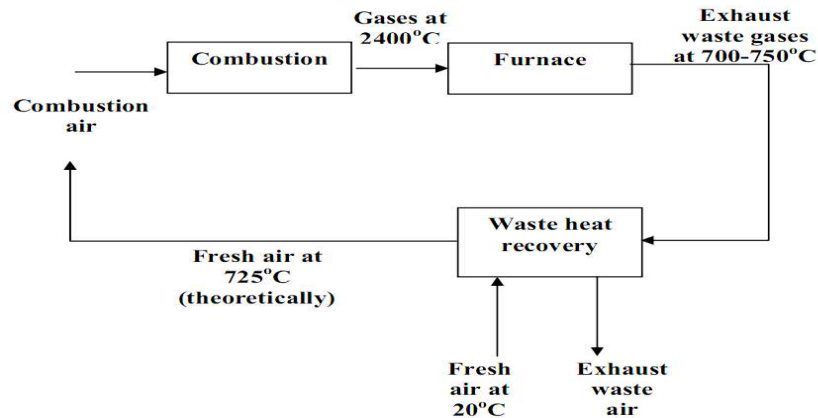 Gases at
2400°C
Exhaust
waste gases
at 700-750°C
Combustion
Furnace
Combustion
air
Waste heat
recovery
Fresh air at
725°C
(theoretically)
Fresh
air at
20°C
Exhaust
waste
air